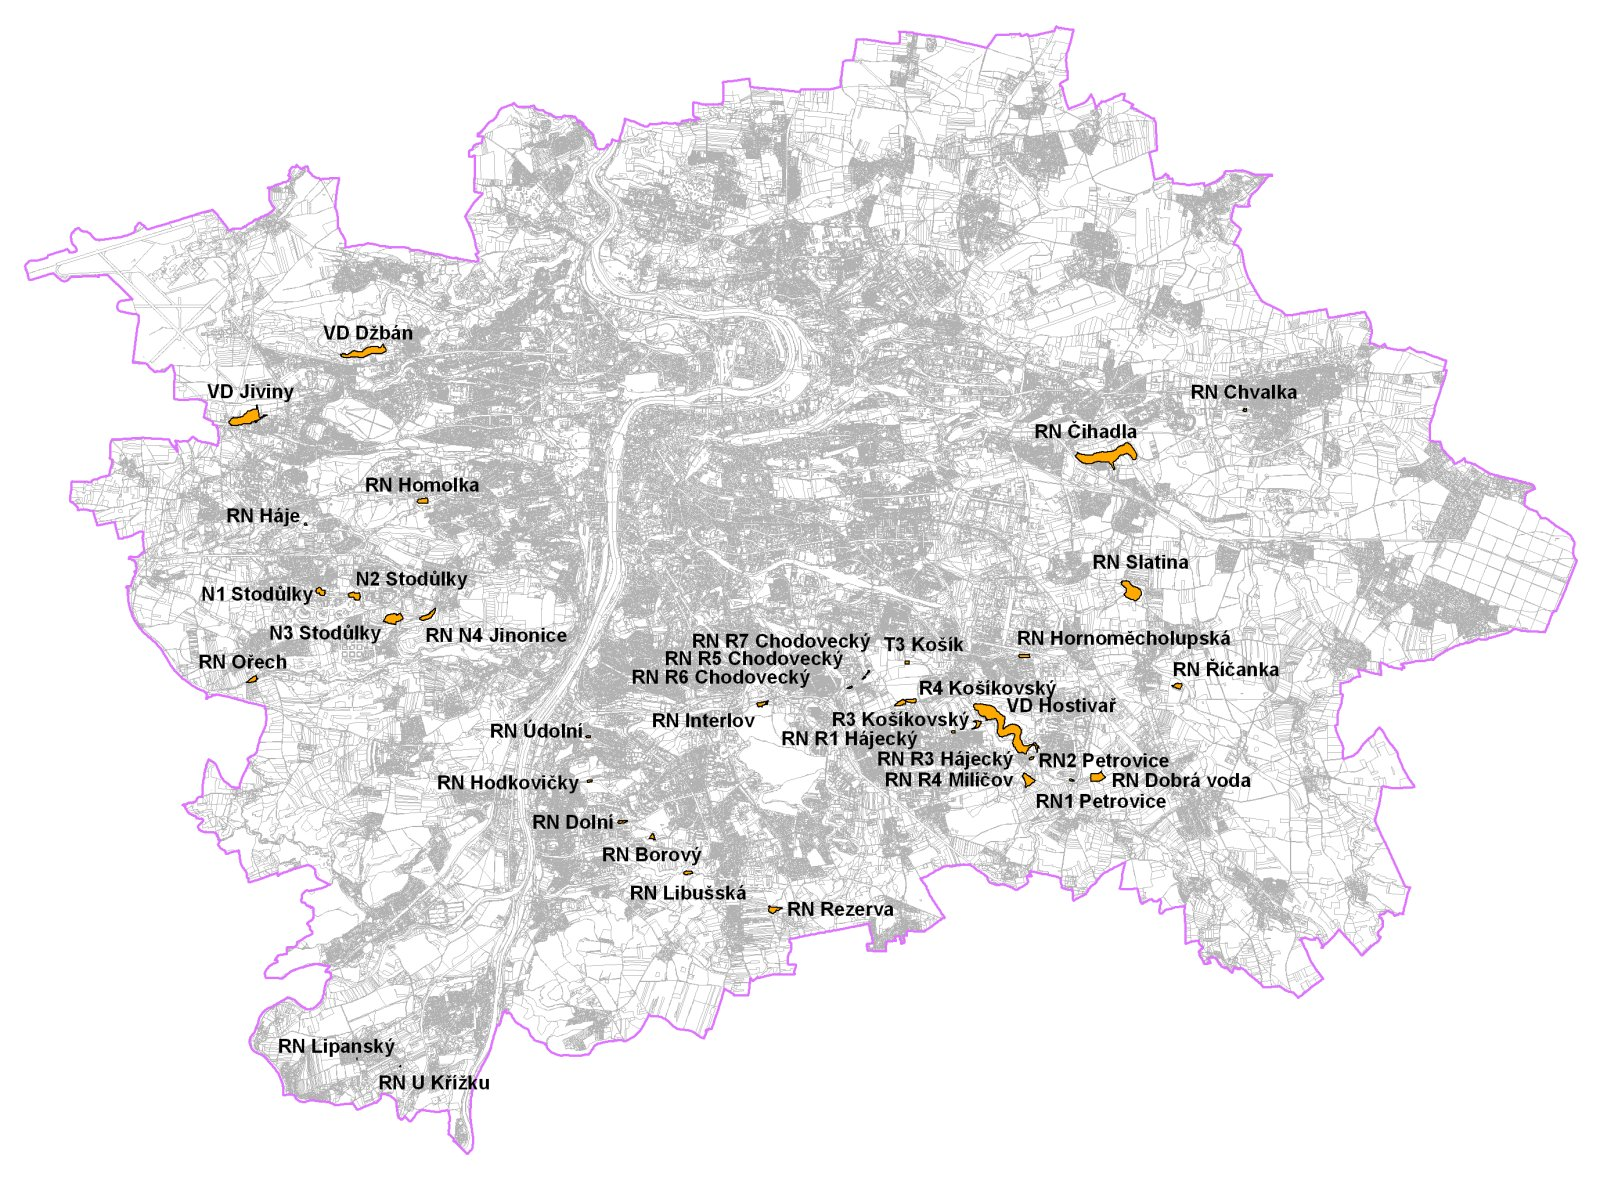 VD Džbán
VD Jiviny
RN Chvalka
RN Čihadla
RN Homolka
RN Háje
RN Slatina
N2 Stodůlky
N1 Stodůlky
N3 Stodůlky
RN N4 Jinonice
RN R7 Chodovecký
T3 Košík
RN Horноměcholupská
RN R5 Chodovecký
RN Ořech
RN Říčanka
RN R6 Chodovecký
R4 Košíkovský
VD Hostivař
RN Interlov
R3 Košíkovský
RN Údolní
RN R1 Hájecký
RN R3 Hájecký
RN2 Petrovice
RN Hodkovičky
RN R4 Milíčov
RN Dobrá voda
RN1 Petrovice
RN Dolní
RN Borový
RN Libušská
RN Rezerva
RN Lipanský
RN U Křížku